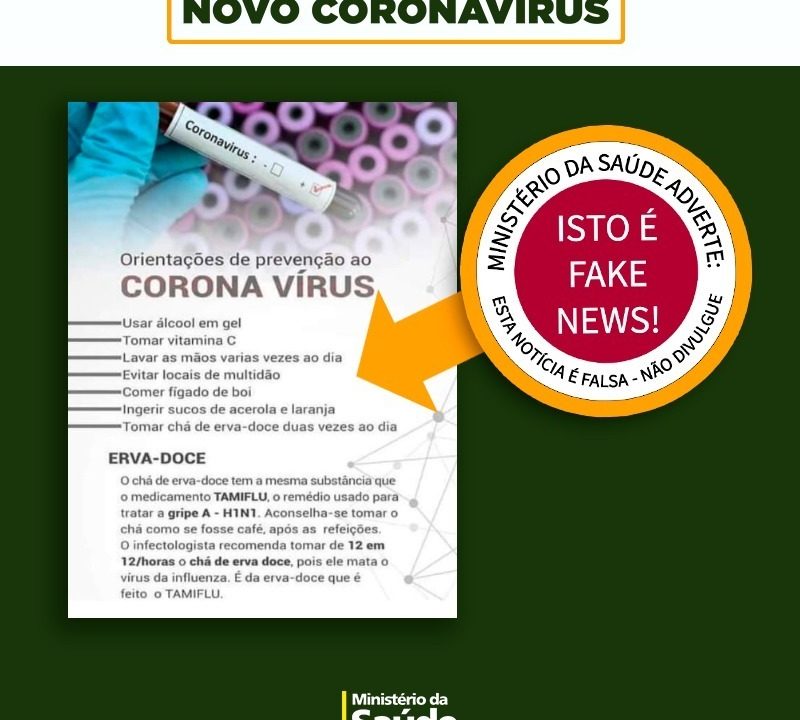 NOVO CORONAVÍRUS
Coronavirus : - +
Orientações de prevenção ao
CORONA VÍRUS
Usar álcool em gel
Tomar vitamina C
Lavar as mãos varias vezes ao dia
Evitar locais de multidão
Comer fígado de boi
Ingerir sucos de acerola e laranja
Tomar chá de erva-doce duas vezes ao dia
ERVA-DOCE
O chá de erva-doce tem a mesma substância que
o medicamento TAMIFLU, o remédio usado para
tratar a gripe A - H1N1. Aconselha-se tomar o
chá como se fosse café, após as refeições.
O infectologista recomenda tomar de 12 em
12/horas o chá de erva doce, pois ele mata o
vírus da influenza. É da erva-doce que é
feito o TAMIFLU.
MINISTÉRIO DA SAÚDE ADVERTE:
ISTO É
FAKE
NEWS!
ESTA NOTÍCIA É FALSA - NÃO DIVULGUE
Ministério da
Saúde